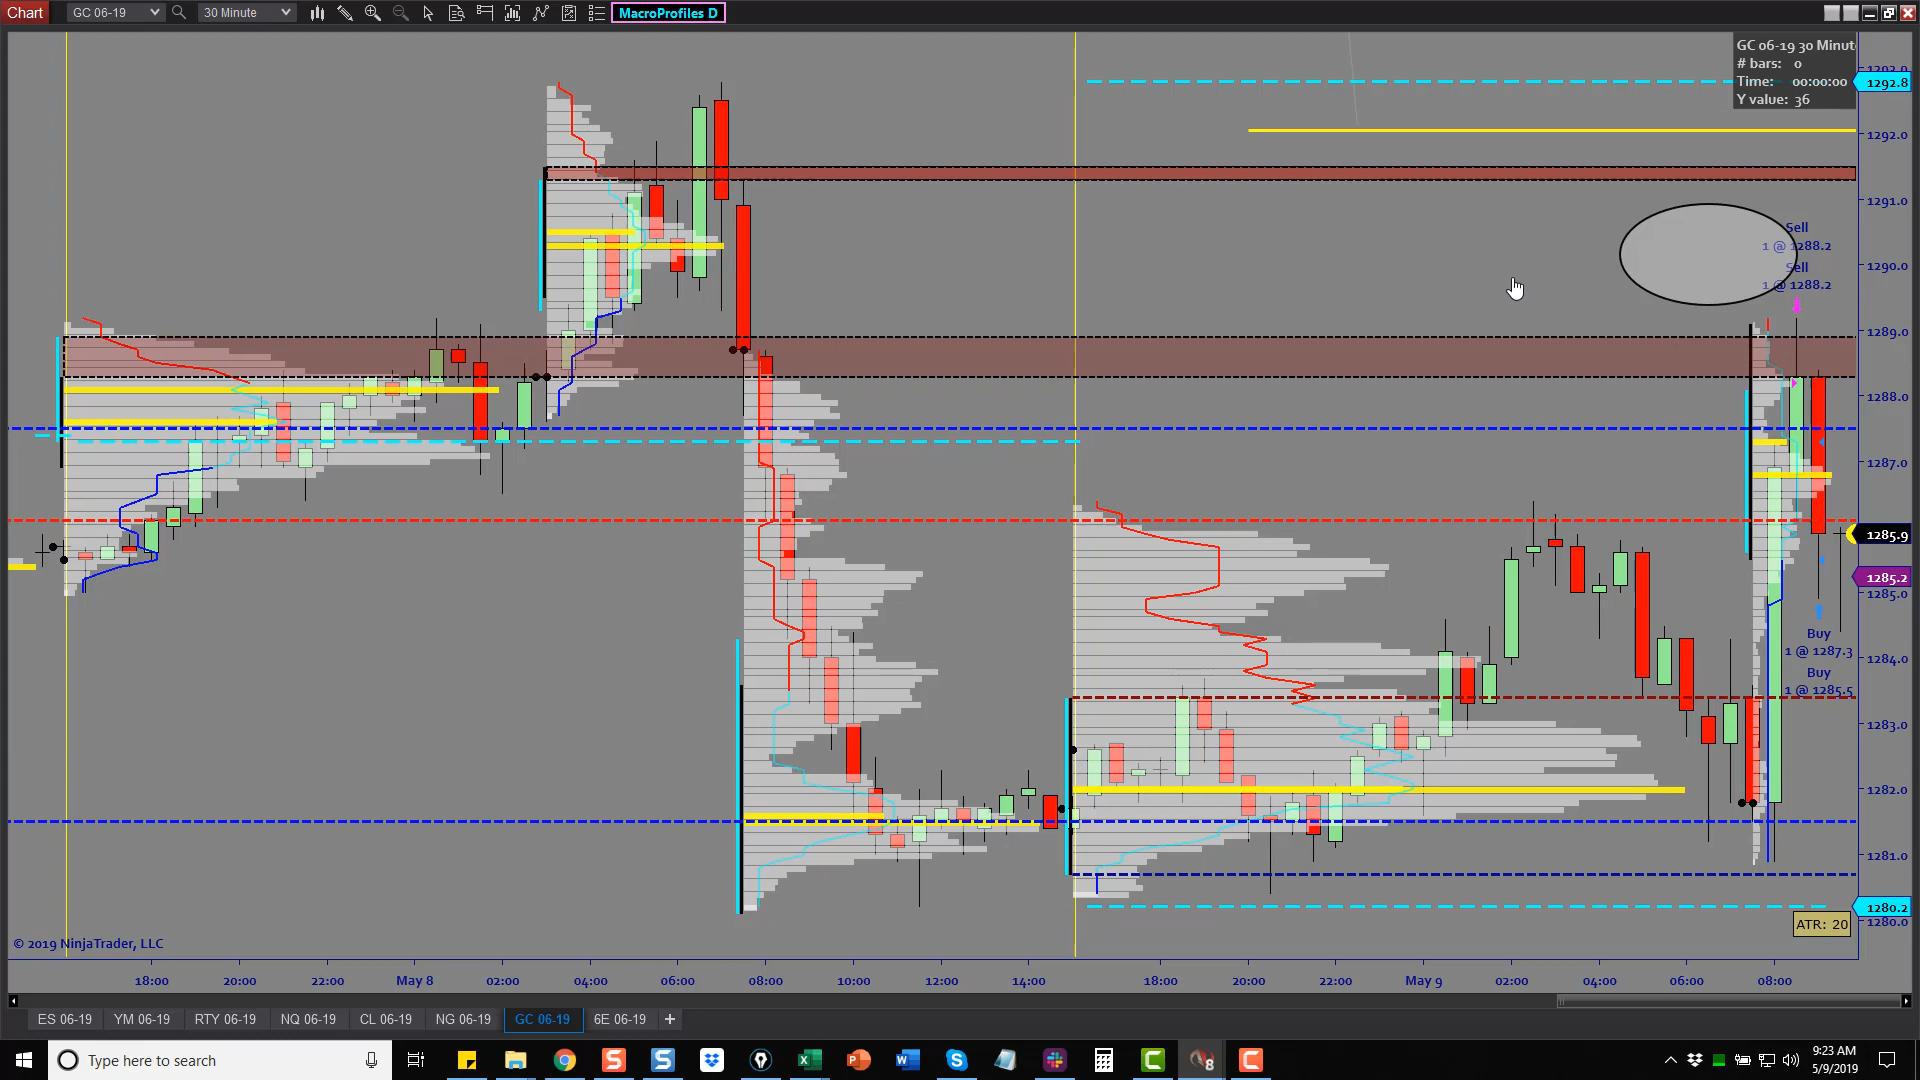 Chart
GC 06-19
30 Minute
MacroProfiles D
GC 06-19 30 Minut
# bars: 0
Time: 00:00:00
Y value: 36
1292.8
1292.0
1291.0
1290.0
1289.0
1288.0
1287.0
1285.9
1285.2
1285.0
1284.0
1283.0
1282.0
1281.0
1280.2
1280.0
Sell
1 @ 1288.2
Sell
1 @ 1288.2
Buy
1 @ 1287.3
Buy
1 @ 1285.5
ATR: 20
© 2019 NinjaTrader, LLC
18:00 20:00 22:00 May 8 02:00 04:00 06:00 08:00 10:00 12:00 14:00 18:00 20:00 22:00 May 9 02:00 04:00 06:00 08:00
ES 06-19 YM 06-19 RTY 06-19 NQ 06-19 CL 06-19 NG 06-19 GC 06-19 6E 06-19 +
Type here to search
9:23 AM
5/9/2019